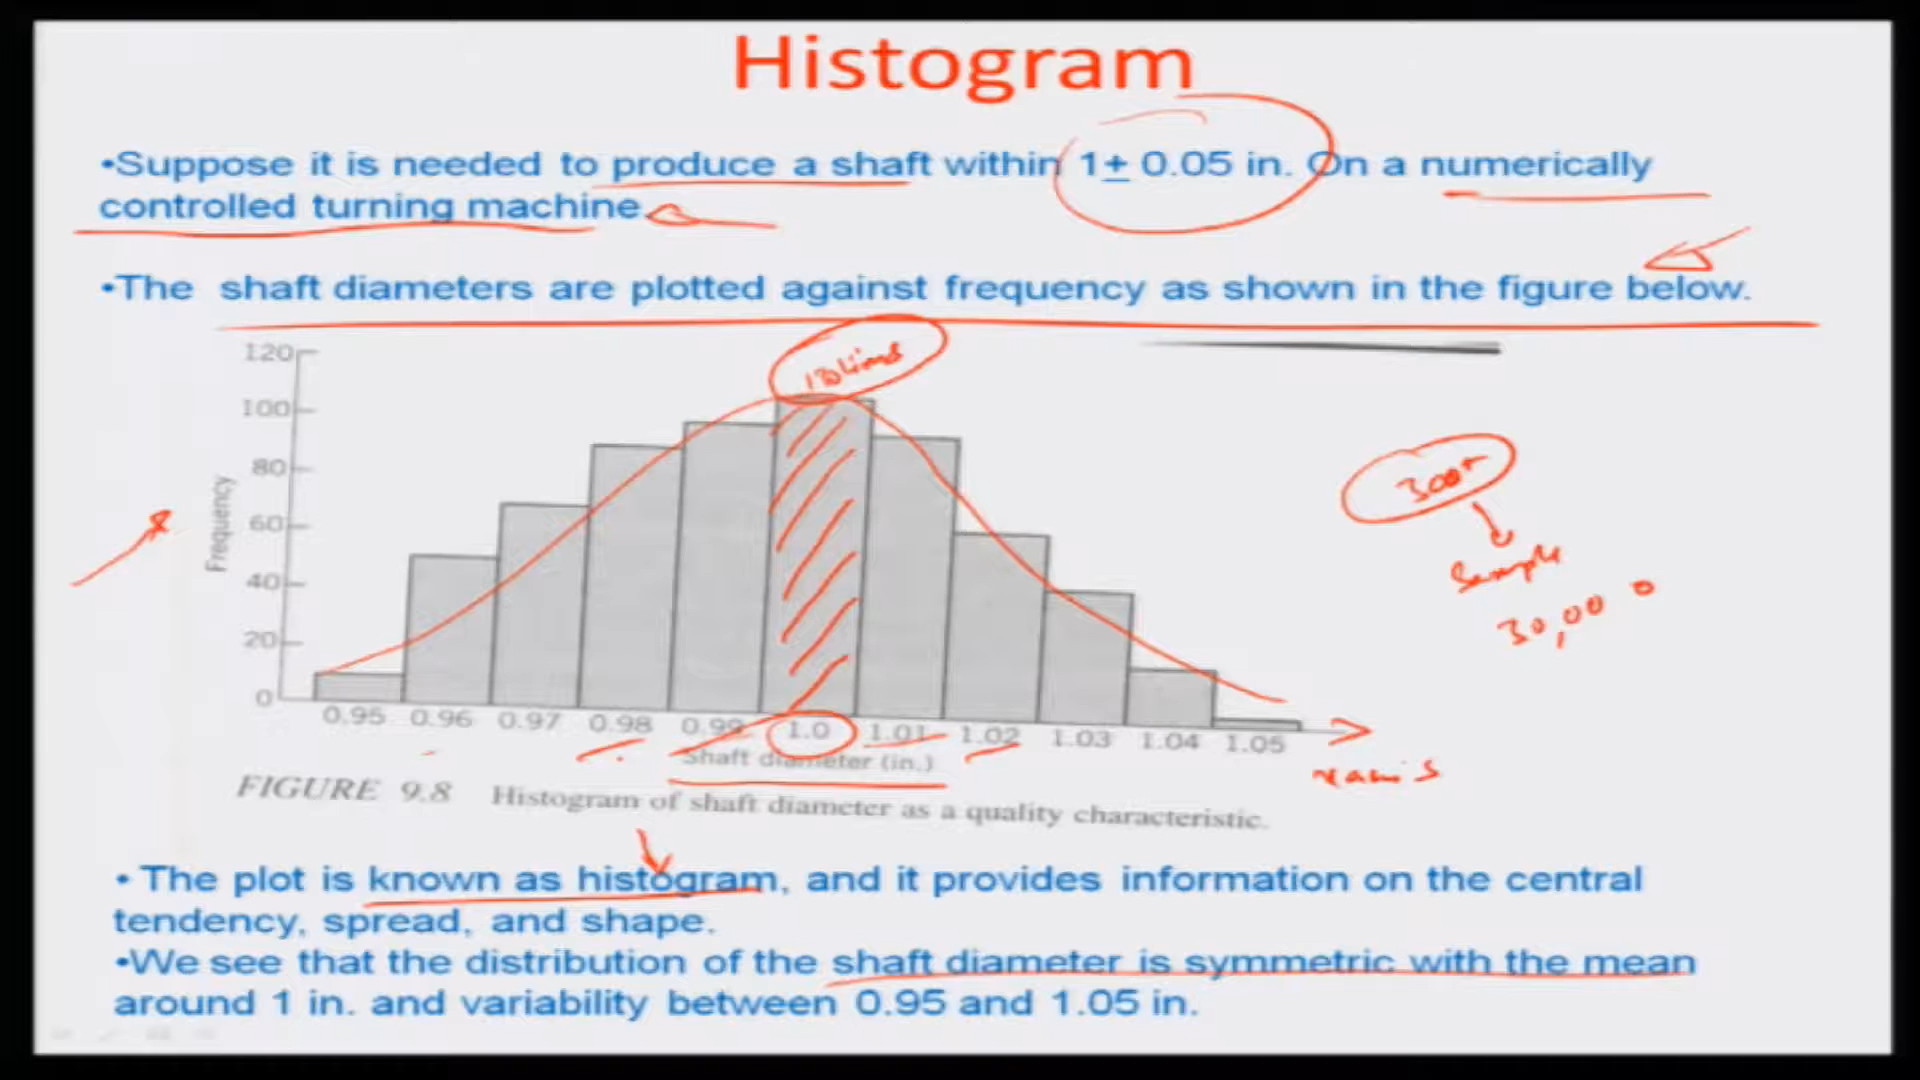 Histogram
•Suppose it is needed to produce a shaft within 1± 0.05 in. On a numerically
controlled turning machine.
•The shaft diameters are plotted against frequency as shown in the figure below.
120
100
80
60
40
20
0
Frequency
300+
Sample
30,000
0.95 0.96 0.97 0.98 0.99 1.0 1.01 1.02 1.03 1.04 1.05
Shaft diameter (in.)
FIGURE 9.8 Histogram of shaft diameter as a quality characteristic.
• The plot is known as histogram, and it provides information on the central
tendency, spread, and shape.
•We see that the distribution of the shaft diameter is symmetric with the mean
around 1 in. and variability between 0.95 and 1.05 in.